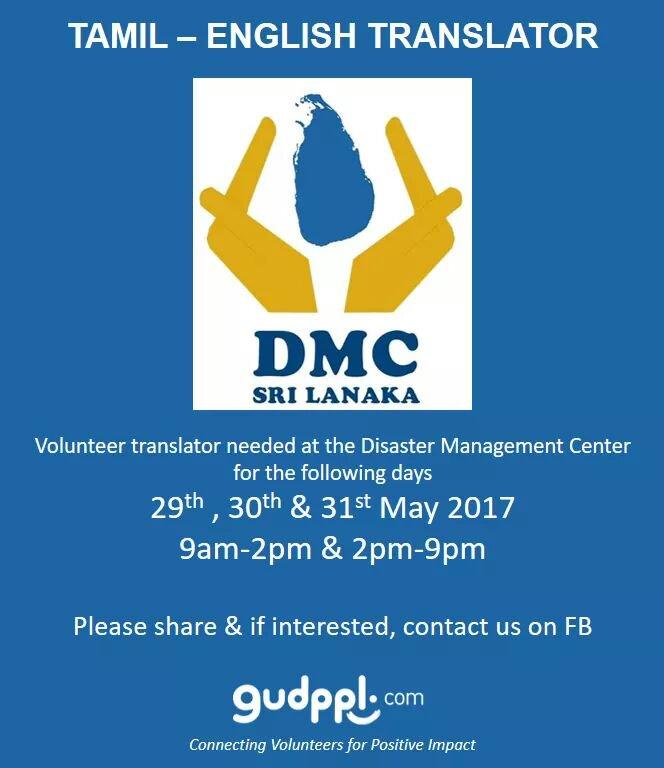 TAMIL – ENGLISH TRANSLATOR
DMC
SRI LANAKA
Volunteer translator needed at the Disaster Management Center
for the following days
29th , 30th & 31st May 2017
9am-2pm & 2pm-9pm
Please share & if interested, contact us on FB
gudppl.com
Connecting Volunteers for Positive Impact